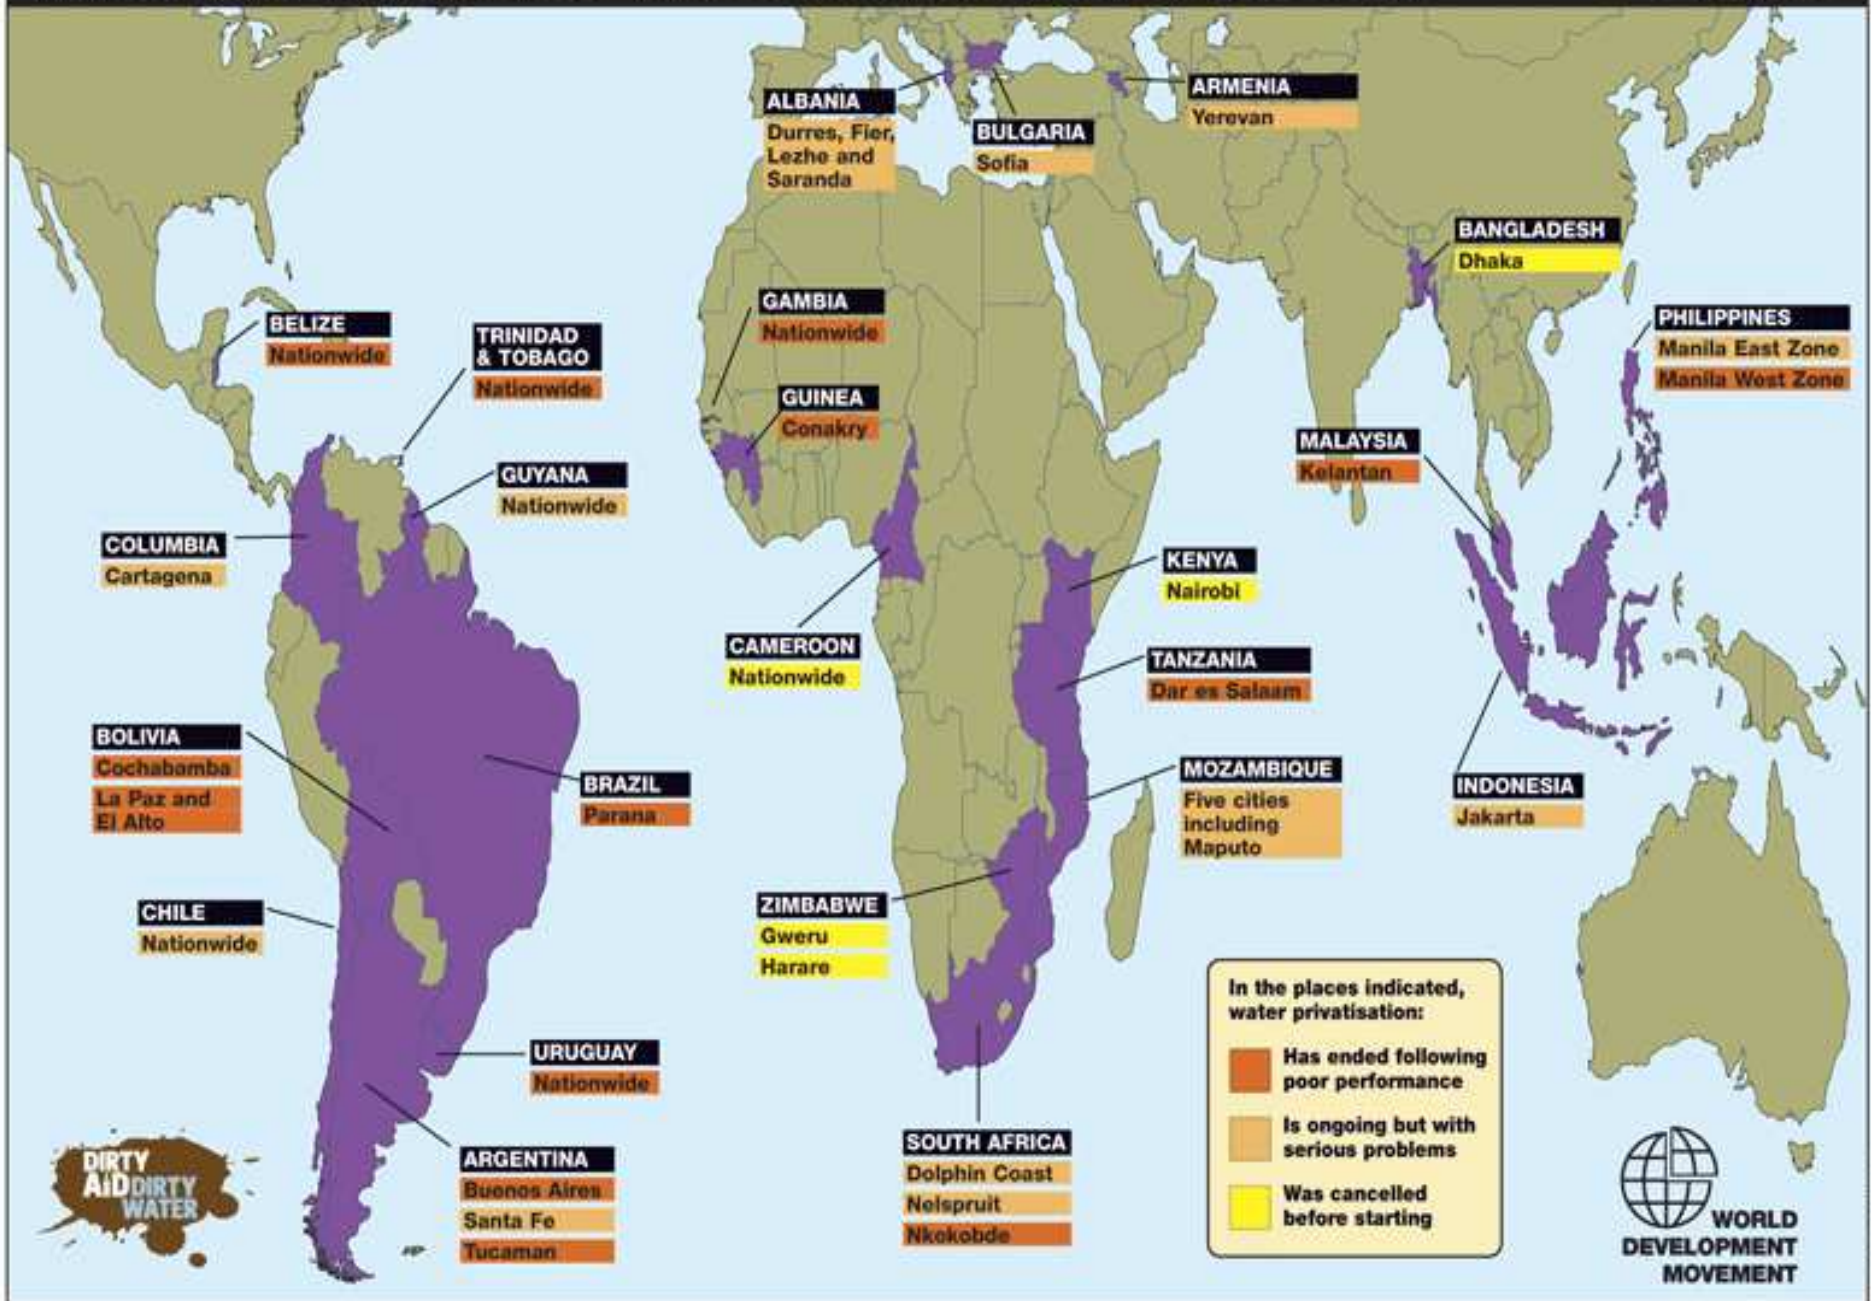 ALBANIA
Durres, Fier,
Lezhe and
Saranda
BULGARIA
Sofia
ARMENIA
Yerevan
BANGLADESH
Dhaka
BELIZE
Nationwide
TRINIDAD
& TOBAGO
Nationwide
GAMBIA
Nationwide
GUINEA
Conakry
PHILIPPINES
Manila East Zone
Manila West Zone
MALAYSIA
Kelantan
GUYANA
Nationwide
COLUMBIA
Cartagena
KENYA
Nairobi
CAMEROON
Nationwide
TANZANIA
Dar es Salaam
BOLIVIA
Cochabamba
La Paz and
El Alto
BRAZIL
Parana
MOZAMBIQUE
Five cities
including
Maputo
INDONESIA
Jakarta
ZIMBABWE
Gweru
Harare
CHILE
Nationwide
URUGUAY
Nationwide
ARGENTINA
Buenos Aires
Santa Fe
Tucaman
SOUTH AFRICA
Dolphin Coast
Nelspruit
Nkokobde
In the places indicated,
water privatisation:
Has ended following
poor performance
Is ongoing but with
serious problems
Was cancelled
before starting
DIRTY
AiD DIRTY
WATER
WORLD
DEVELOPMENT
MOVEMENT